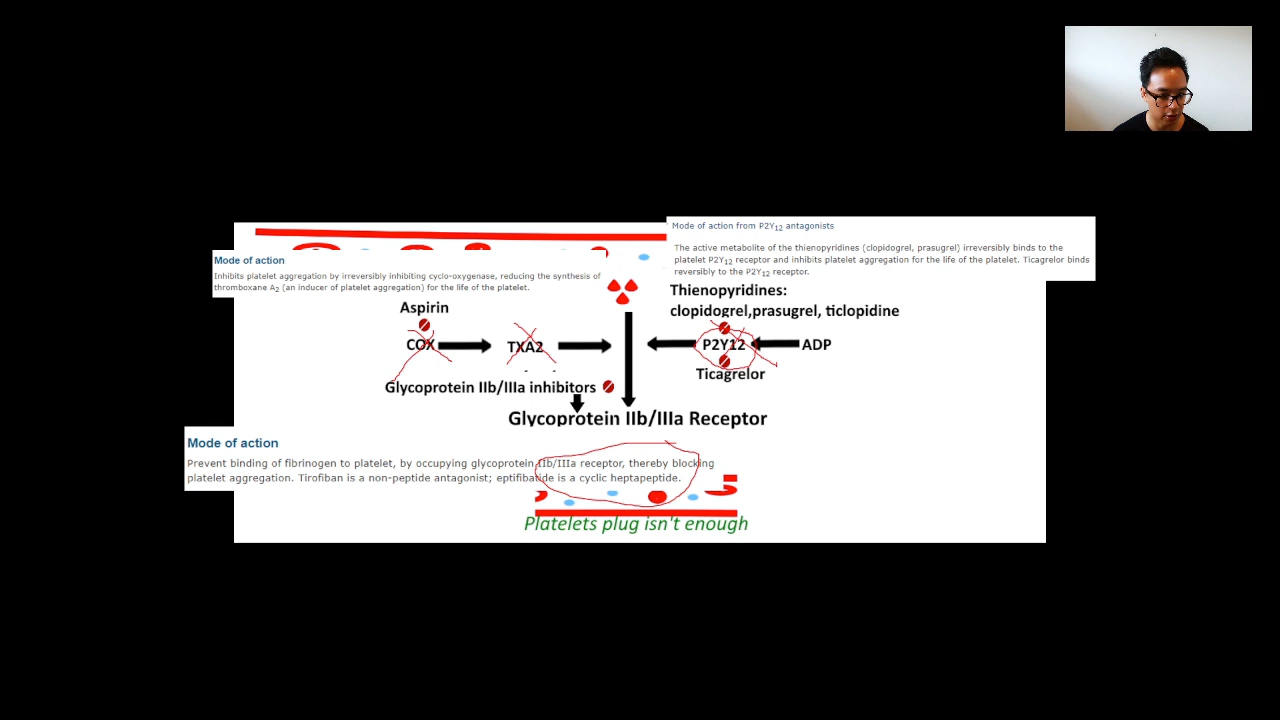 Mode of action from P2Y12 antagonists
The active metabolite of the thienopyridines (clopidogrel, prasugrel) irreversibly binds to the
platelet P2Y12 receptor and inhibits platelet aggregation for the life of the platelet. Ticagrelor binds
reversibly to the P2Y12 receptor.
Mode of action
Inhibits platelet aggregation by irreversibly inhibiting cyclo-oxygenase, reducing the synthesis of
thromboxane A2 (an inducer of platelet aggregation) for the life of the platelet.
Thienopyridines:
clopidogrel,prasugrel, ticlopidine
Aspirin
COX
TXA2
P2Y12
ADP
Ticagrelor
Glycoprotein IIb/IIIa inhibitors
Glycoprotein IIb/IIIa Receptor
Mode of action
Prevent binding of fibrinogen to platelet, by occupying glycoprotein IIb/IIIa receptor, thereby blocking
platelet aggregation. Tirofiban is a non-peptide antagonist; eptifibatide is a cyclic heptapeptide.
Platelets plug isn't enough